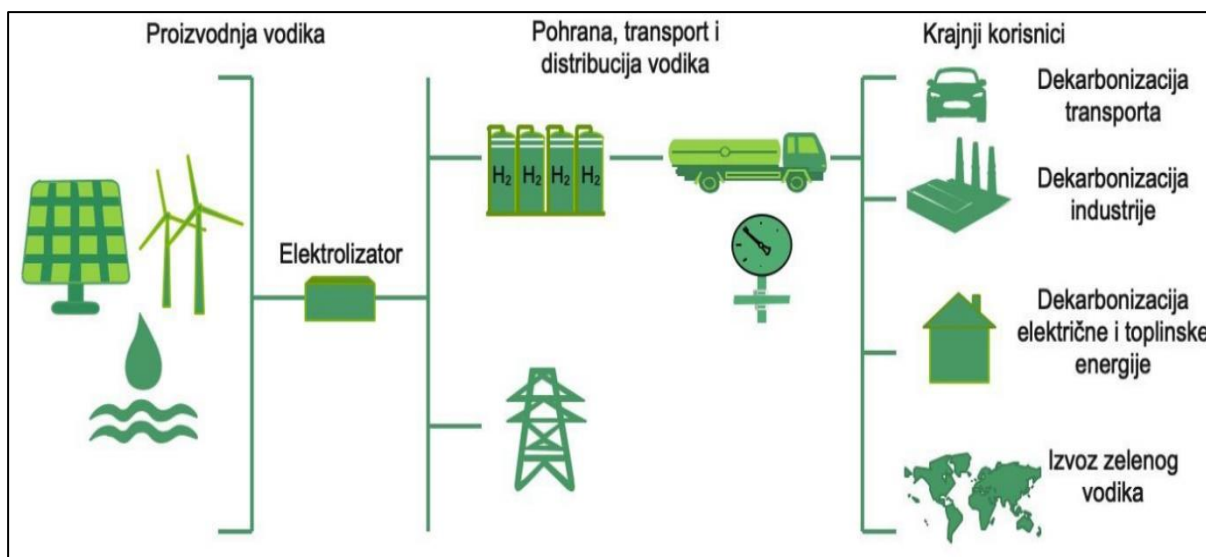 Proizvodnja vodika
Pohrana, transport i
distribucija vodika
Krajnji korisnici
Elektrolizator
H₂ H₂ H₂ H₂
Dekarbonizacija
transporta
Dekarbonizacija
industrije
Dekarbonizacija
električne i toplinske
energije
Izvoz zelenog
vodika